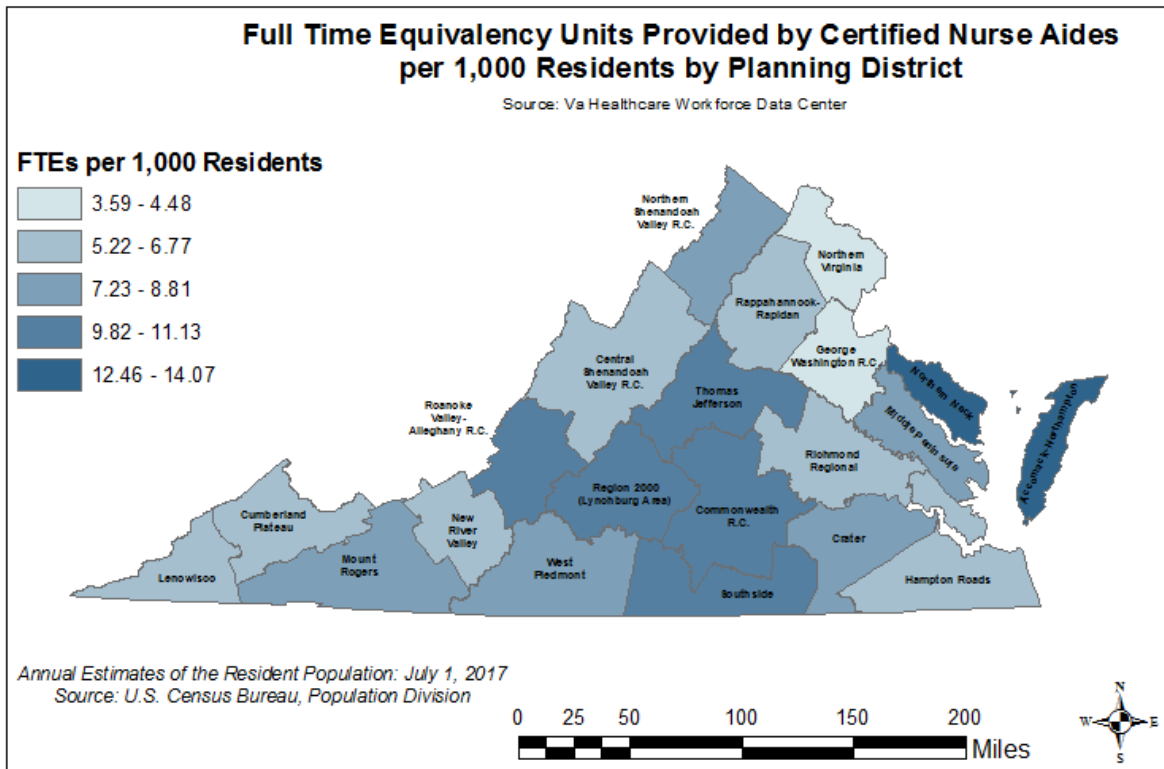 Full Time Equivalency Units Provided by Certified Nurse Aides
per 1,000 Residents by Planning District
Source: Va Healthcare Workforce Data Center
FTEs per 1,000 Residents
3.59 - 4.48
5.22 - 6.77
7.23 - 8.81
9.82 - 11.13
12.46 - 14.07
Northern
Shenandoah
Valley R.C.
Northern
Virginia
Rappahannock-
Rapidan
George
Washington R.C.
Central
Shenandoah
Valley R.C.
Northern Neck
Thomas
Jefferson
Middle Peninsula
Accomack-Northampton
Roanoke
Valley-
Alleghany R.C.
Richmond
Regional
Region 2000
(Lynchburg Area)
Commonwealth
R.C.
Cumberland
Plateau
New
River
Valley
Crater
Mount
Rogers
West
Piedmont
Lenowisco
Hampton Roads
Southside
Annual Estimates of the Resident Population: July 1, 2017
Source: U.S. Census Bureau, Population Division
0 25 50 100 150 200
Miles
N
W E
S